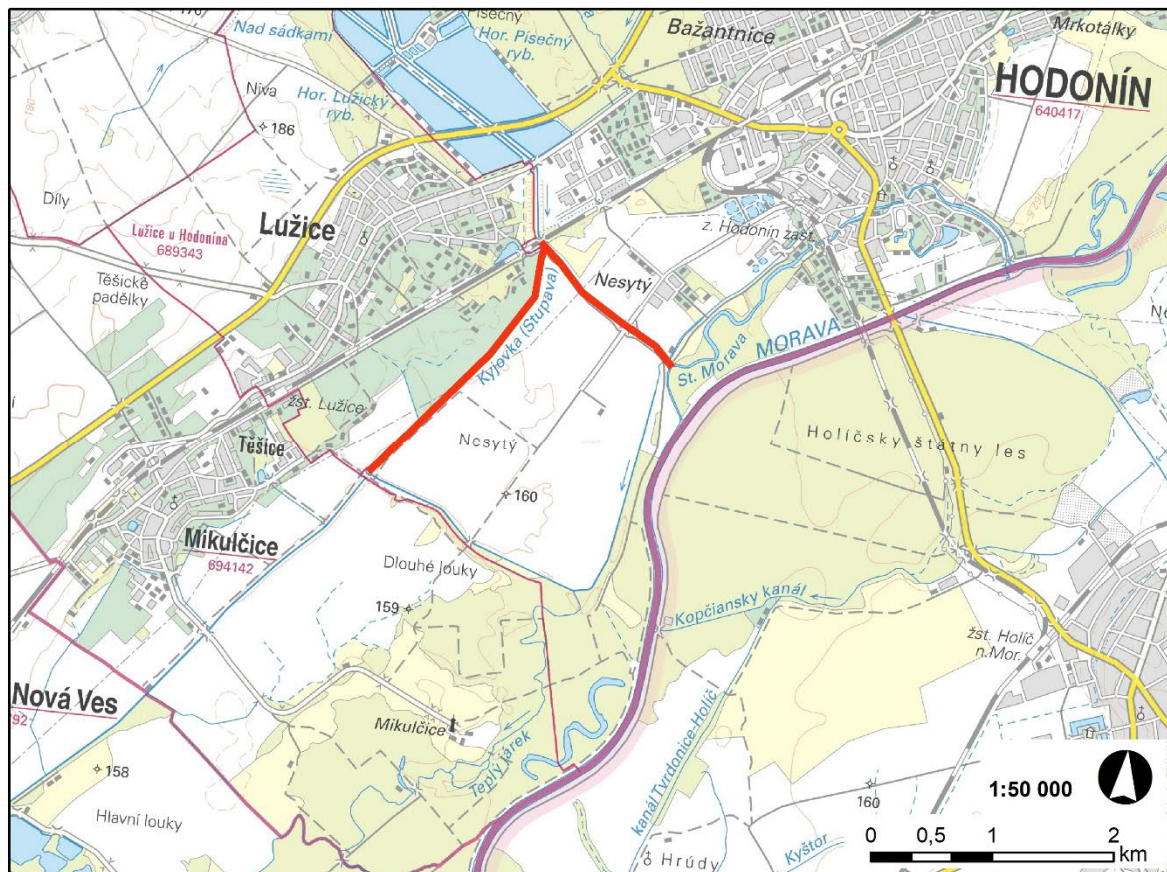 Písečný
Nad sádkami
Hor. Písečný
ryb.
Bažantnice
Mrkotálky
HODONÍN
640417
Niva
Hor. Lužický
ryb.
186
Díly
Lužice u Hodonína
689343
Lužice
z. Hodonín zast.
Těšické
padělky
Nesytý
Kyjovka (Stupava)
St. Morava
MORAVA
žst. Lužice
Těšice
Nesytý
Holíčsky štátny les
160
Mikulčice
694142
Dlouhé louky
159
Kopčiansky kanál
žst. Holíč
n.Mor.
Nová Ves
92
Mikulčice
Teplý járek
kanál Tvrdonice-Holíč
158
Hlavní louky
160
1:50 000
0 0,5 1 2
km
Hrúdy
Kyštor